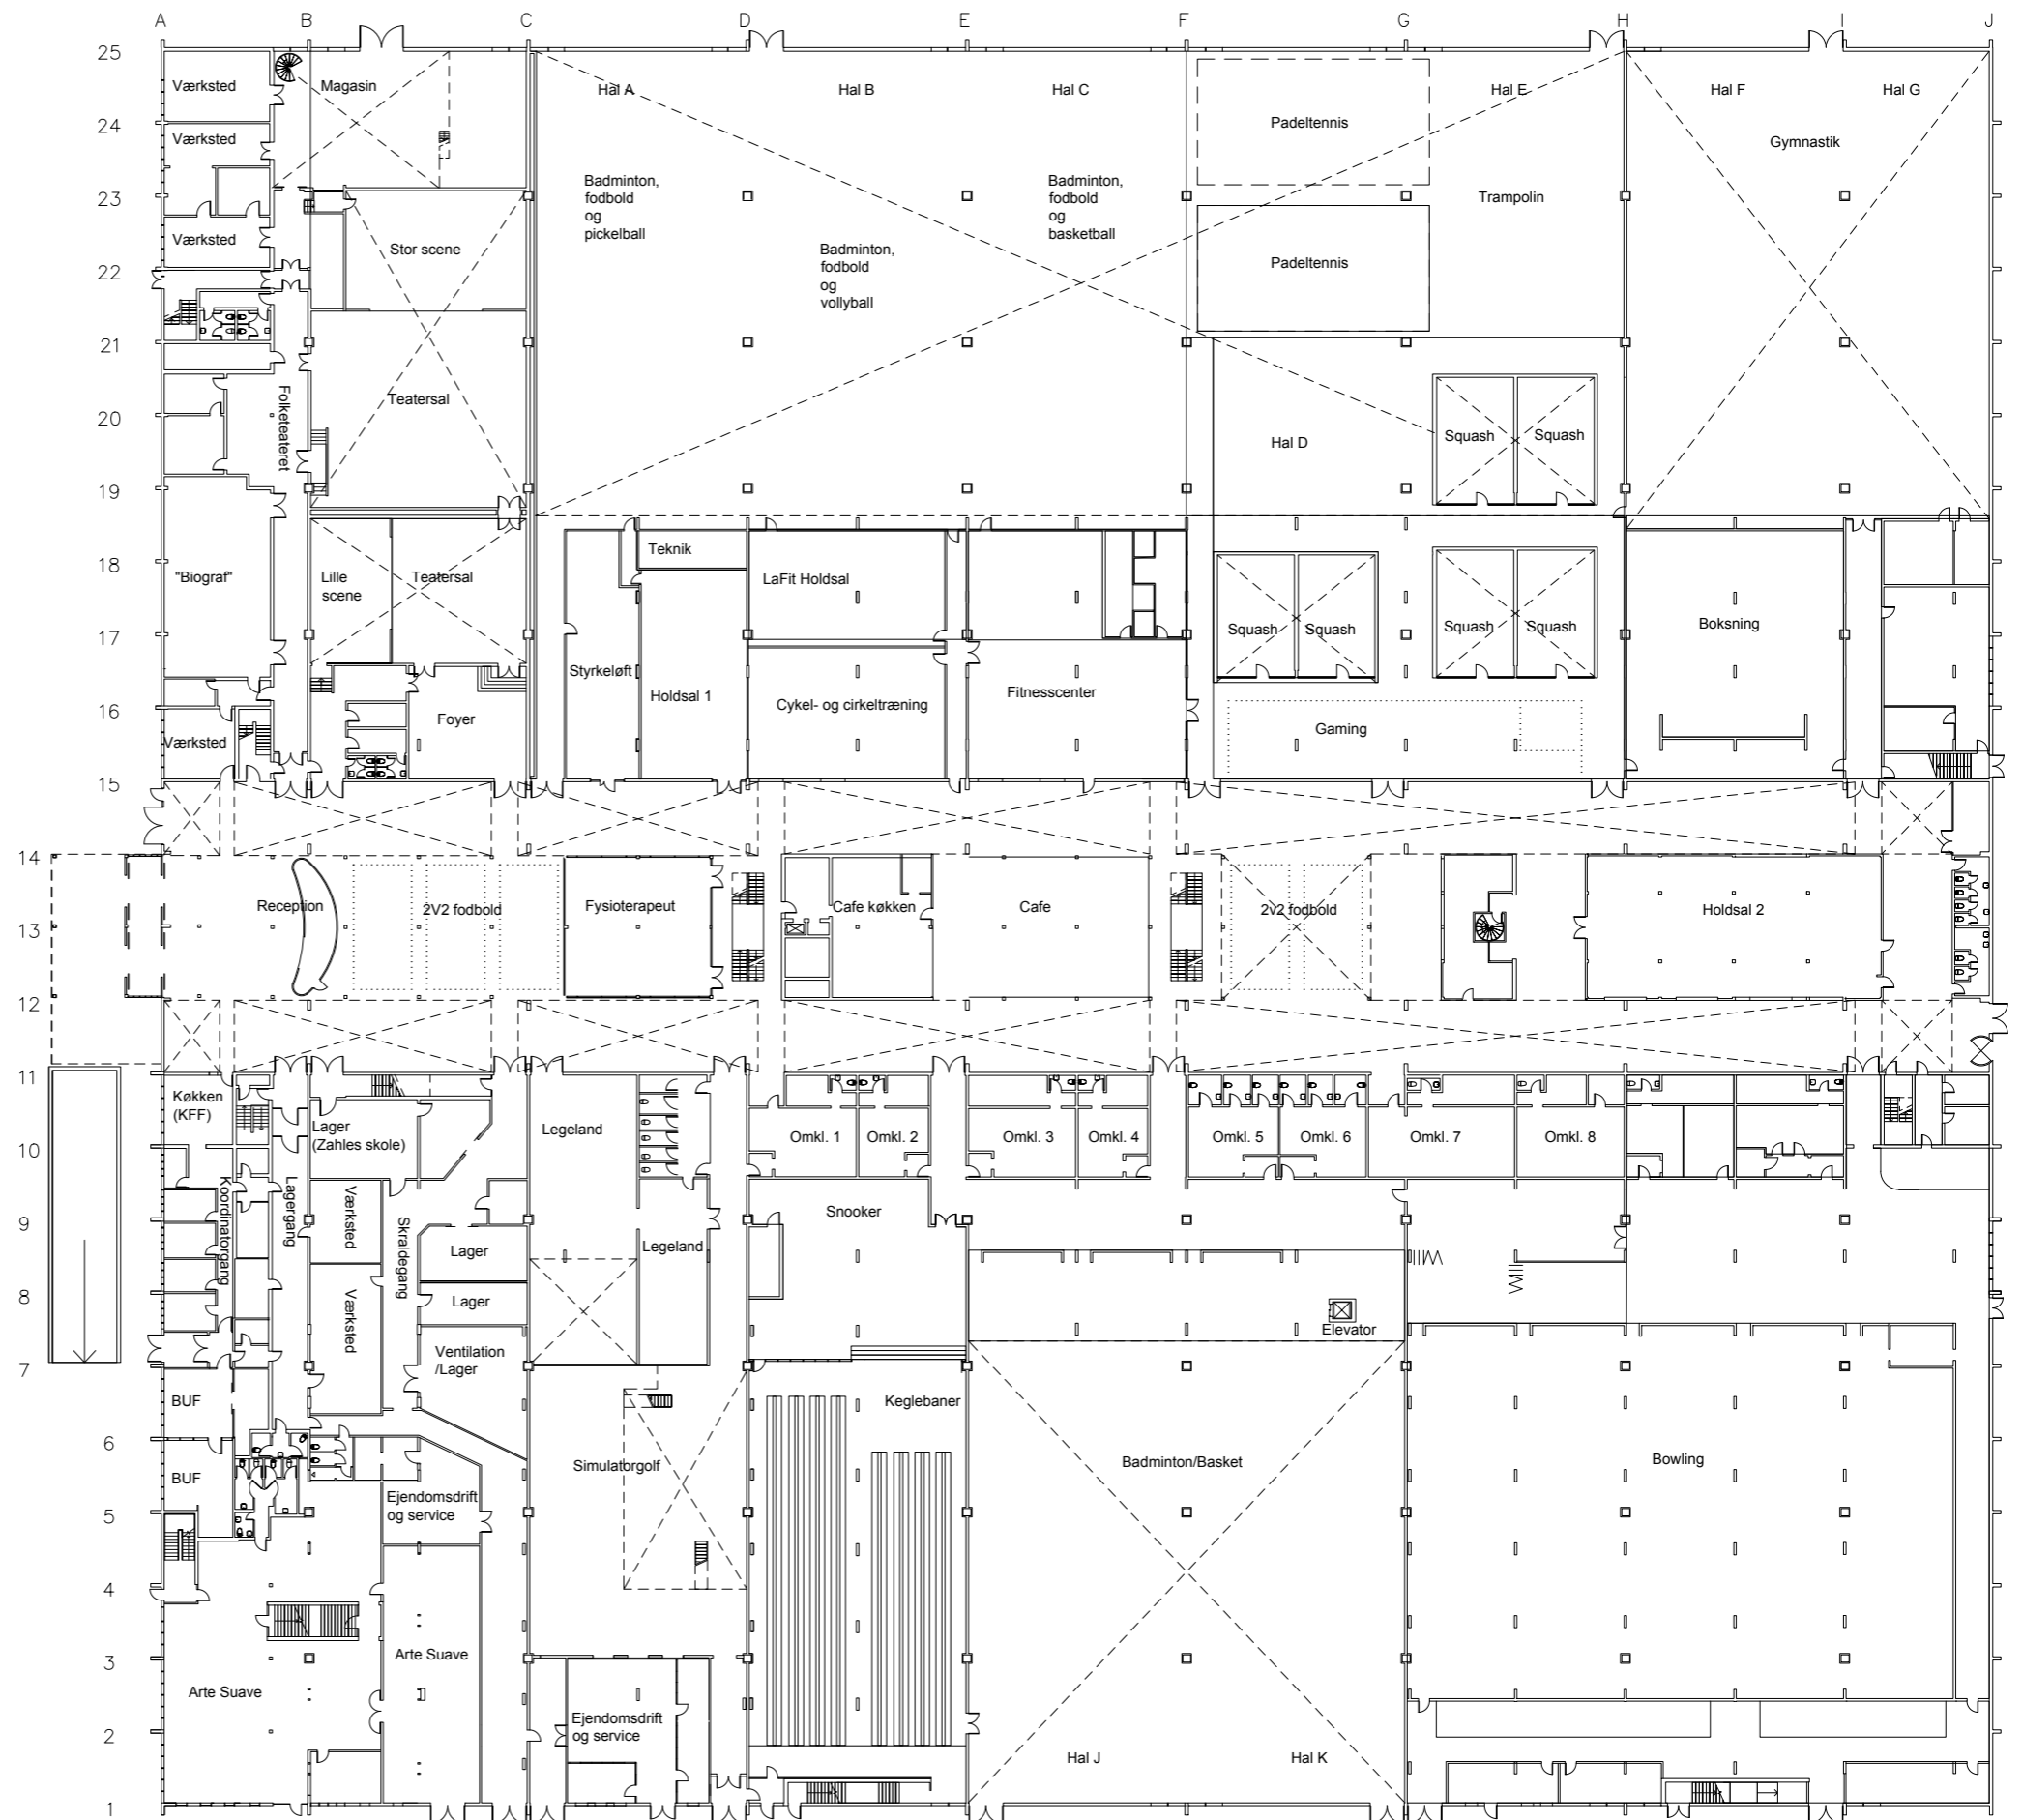 A B C D E F G H I J
25
Værksted
Magasin
Hal A
Hal B
Hal C
Hal E
Hal F
Hal G
24
Værksted
Padeltennis
Gymnastik
23
Badminton,
fodbold
og
pickelball
Badminton,
fodbold
og
basketball
Trampolin
Værksted
Stor scene
Badminton,
fodbold
og
vollyball
Padeltennis
22
21
Folketeateret
Teatersal
20
Hal D
Squash
Squash
19
18
"Biograf"
Lille
scene
Teatersal
Teknik
LaFit Holdsal
17
Squash
Squash
Squash
Squash
Boksning
Styrkeløft
Holdsal 1
Cykel- og cirkeltræning
Fitnesscenter
16
Værksted
Foyer
Gaming
15
14
Reception
2V2 fodbold
Fysioterapeut
Cafe køkken
Cafe
2v2 fodbold
Holdsal 2
13
12
11
Køkken
(KFF)
Lager
(Zahles skole)
Legeland
Omkl. 1
Omkl. 2
Omkl. 3
Omkl. 4
Omkl. 5
Omkl. 6
Omkl. 7
Omkl. 8
10
Koordinatorgang
Lagergang
Værksted
Skraldegang
Snooker
9
Lager
Legeland
8
Værksted
Lager
Elevator
Ventilation
/Lager
7
BUF
Keglebaner
6
BUF
Simulatorgolf
Badminton/Basket
Bowling
Ejendomsdrift
og service
5
4
3
Arte Suave
Arte Suave
2
Ejendomsdrift
og service
Hal J
Hal K
1